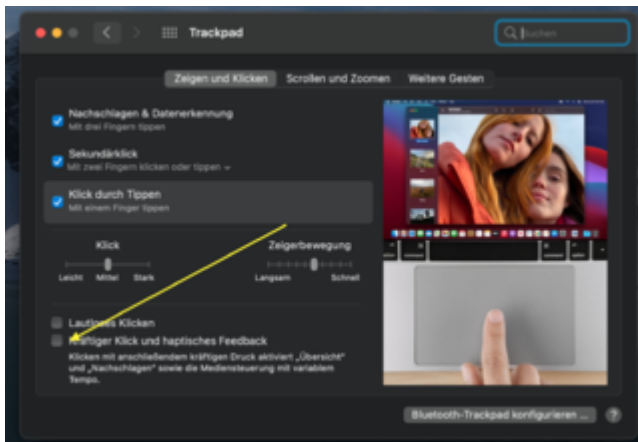 Trackpad
Suchen
Zeigen und Klicken Scrollen und Zoomen Weitere Gesten
Nachschlagen & Datenerkennung
Mit drei Fingern tippen
Sekundärklick
Mit zwei Fingern klicken oder tippen
Klick durch Tippen
Mit einem Finger tippen
Klick Zeigerbewegung
Leicht Mittel Stark Langsam Schnell
Lautloses Klicken
Kräftiger Klick und haptisches Feedback
Klicken mit anschließendem kräftigen Druck aktiviert „Übersicht“
und „Nachschlagen“ sowie die Mediensteuerung mit variablem
Tempo.
Bluetooth-Trackpad konfigurieren ... ?